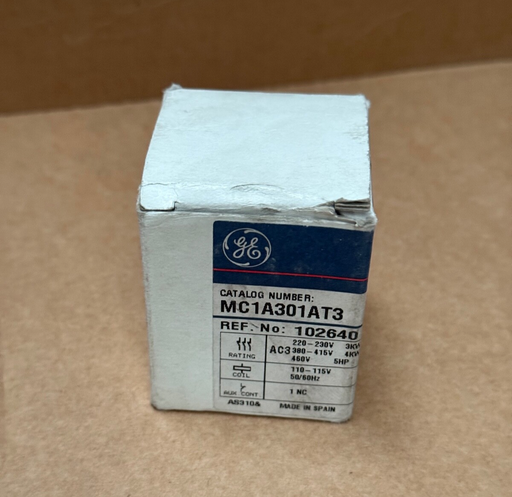 GE
CATALOG NUMBER:
MC1A301AT3
REF. No: 102640
RATING AC3 220-230V 3KW
380-415V 4KW
460V 5HP
COIL 110-115V
50/60Hz
AUX CONT 1 NC
AS310& MADE IN SPAIN